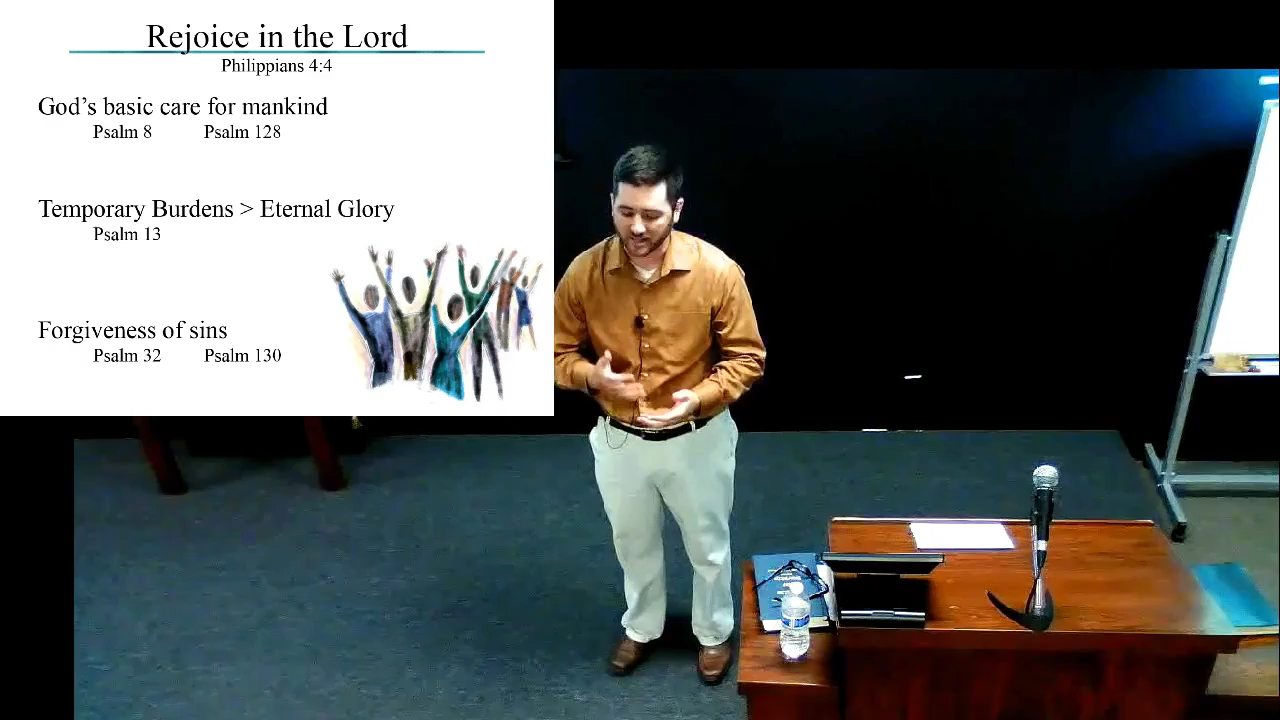 Rejoice in the Lord
Philippians 4:4
God's basic care for mankind
Psalm 8 Psalm 128
Temporary Burdens > Eternal Glory
Psalm 13
Forgiveness of sins
Psalm 32 Psalm 130